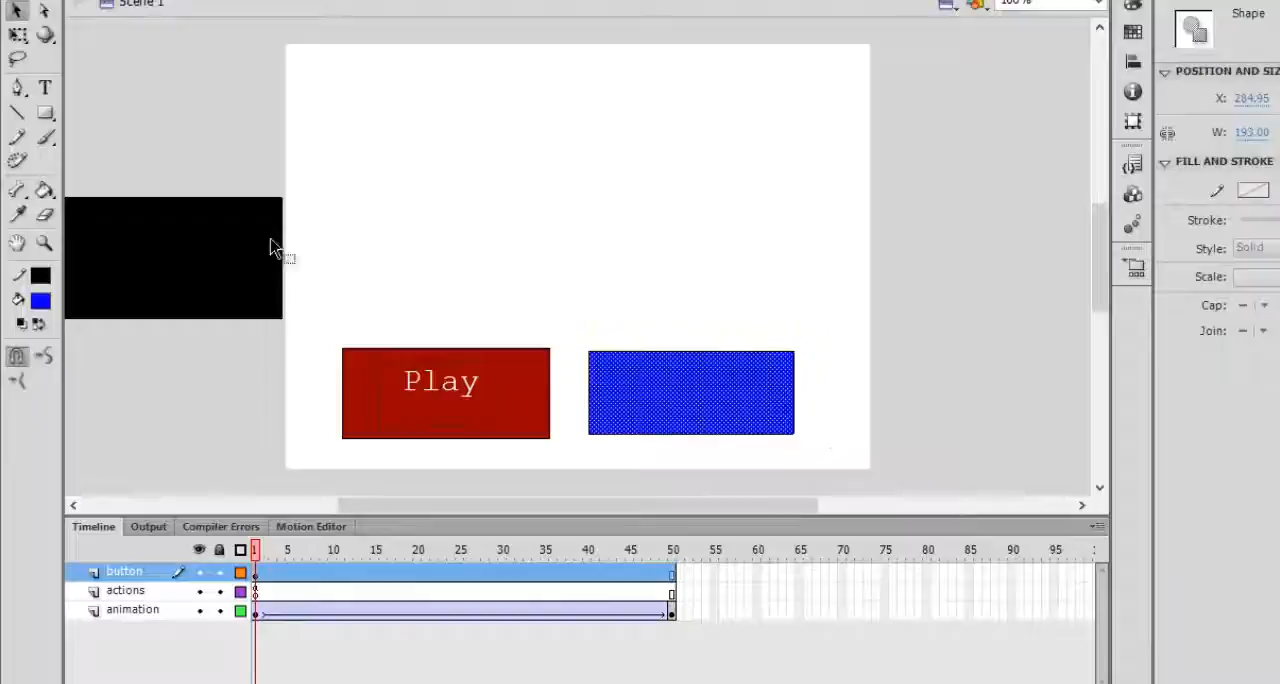 Scene 1
100%
Shape
POSITION AND SIZ
X: 284.95
W: 193.00
FILL AND STROKE
Stroke:
Style: Solid
Scale:
Cap: –
Join: –
T
Play
Timeline Output Compiler Errors Motion Editor
1 5 10 15 20 25 30 35 40 45 50 55 60 65 70 75 80 85 90 95
button
actions
animation